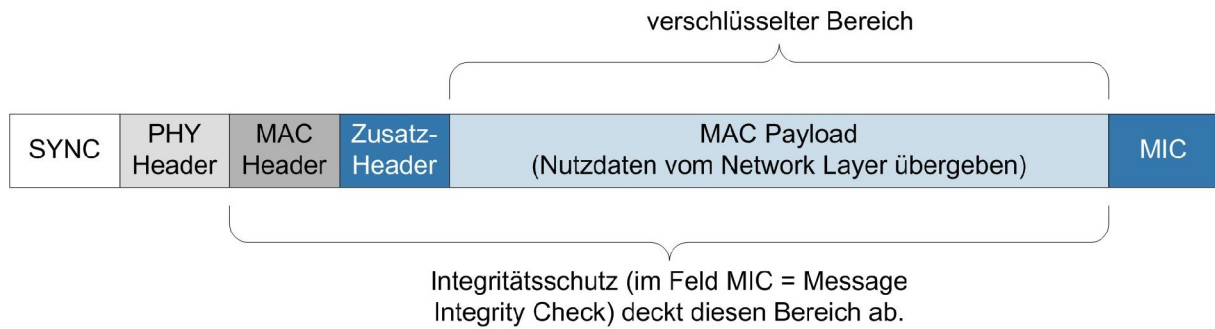 verschlüsselter Bereich
SYNC
PHY
Header
MAC
Header
Zusatz-
Header
MAC Payload
(Nutzdaten vom Network Layer übergeben)
MIC
Integritätsschutz (im Feld MIC = Message
Integrity Check) deckt diesen Bereich ab.